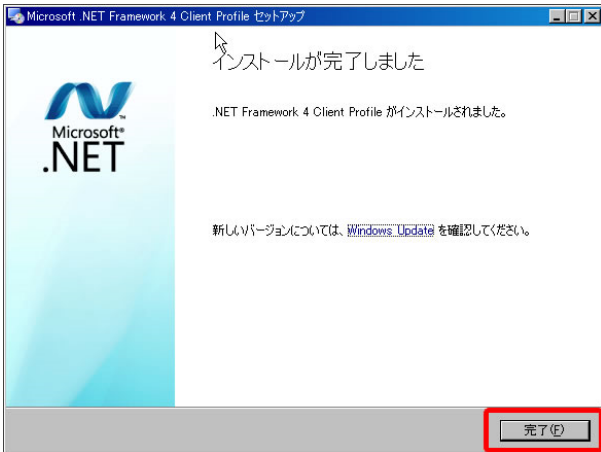 Microsoft .NET Framework 4 Client Profile セットアップ
インストールが完了しました
.NET Framework 4 Client Profile がインストールされました。
Microsoft®
.NET
新しいバージョンについては、Windows Update を確認してください。
完了(F)